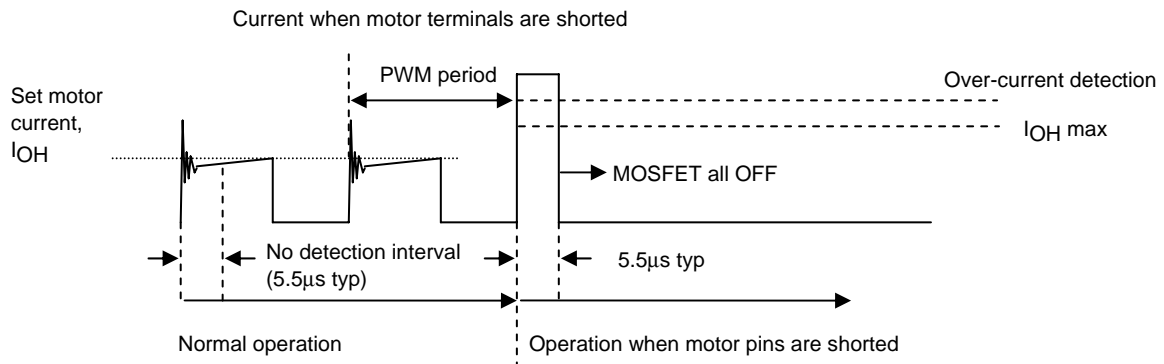 Current when motor terminals are shorted
PWM period
Over-current detection
Set motor
current,
IOH
IOH max
MOSFET all OFF
No detection interval
(5.5μs typ)
5.5μs typ
Normal operation
Operation when motor pins are shorted